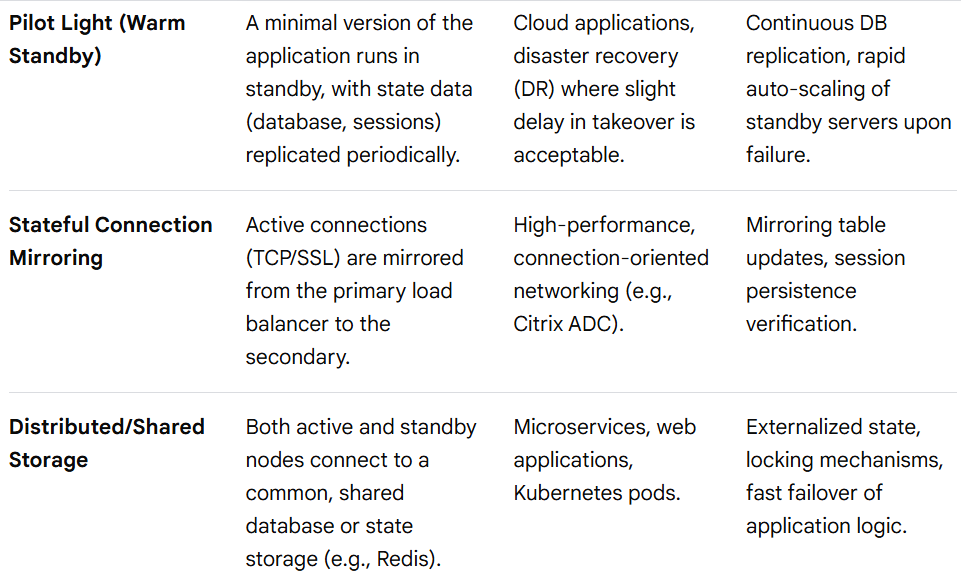 Pilot Light (Warm Standby)
A minimal version of the
application runs in
standby, with state data
(database, sessions)
replicated periodically.
Cloud applications,
disaster recovery
(DR) where slight
delay in takeover is
acceptable.
Continuous DB
replication, rapid
auto-scaling of
standby servers upon
failure.
Stateful Connection
Mirroring
Active connections
(TCP/SSL) are mirrored
from the primary load
balancer to the
secondary.
High-performance,
connection-oriented
networking (e.g.,
Citrix ADC).
Mirroring table
updates, session
persistence
verification.
Distributed/Shared
Storage
Both active and standby
nodes connect to a
common, shared
database or state
storage (e.g., Redis).
Microservices, web
applications,
Kubernetes pods.
Externalized state,
locking mechanisms,
fast failover of
application logic.